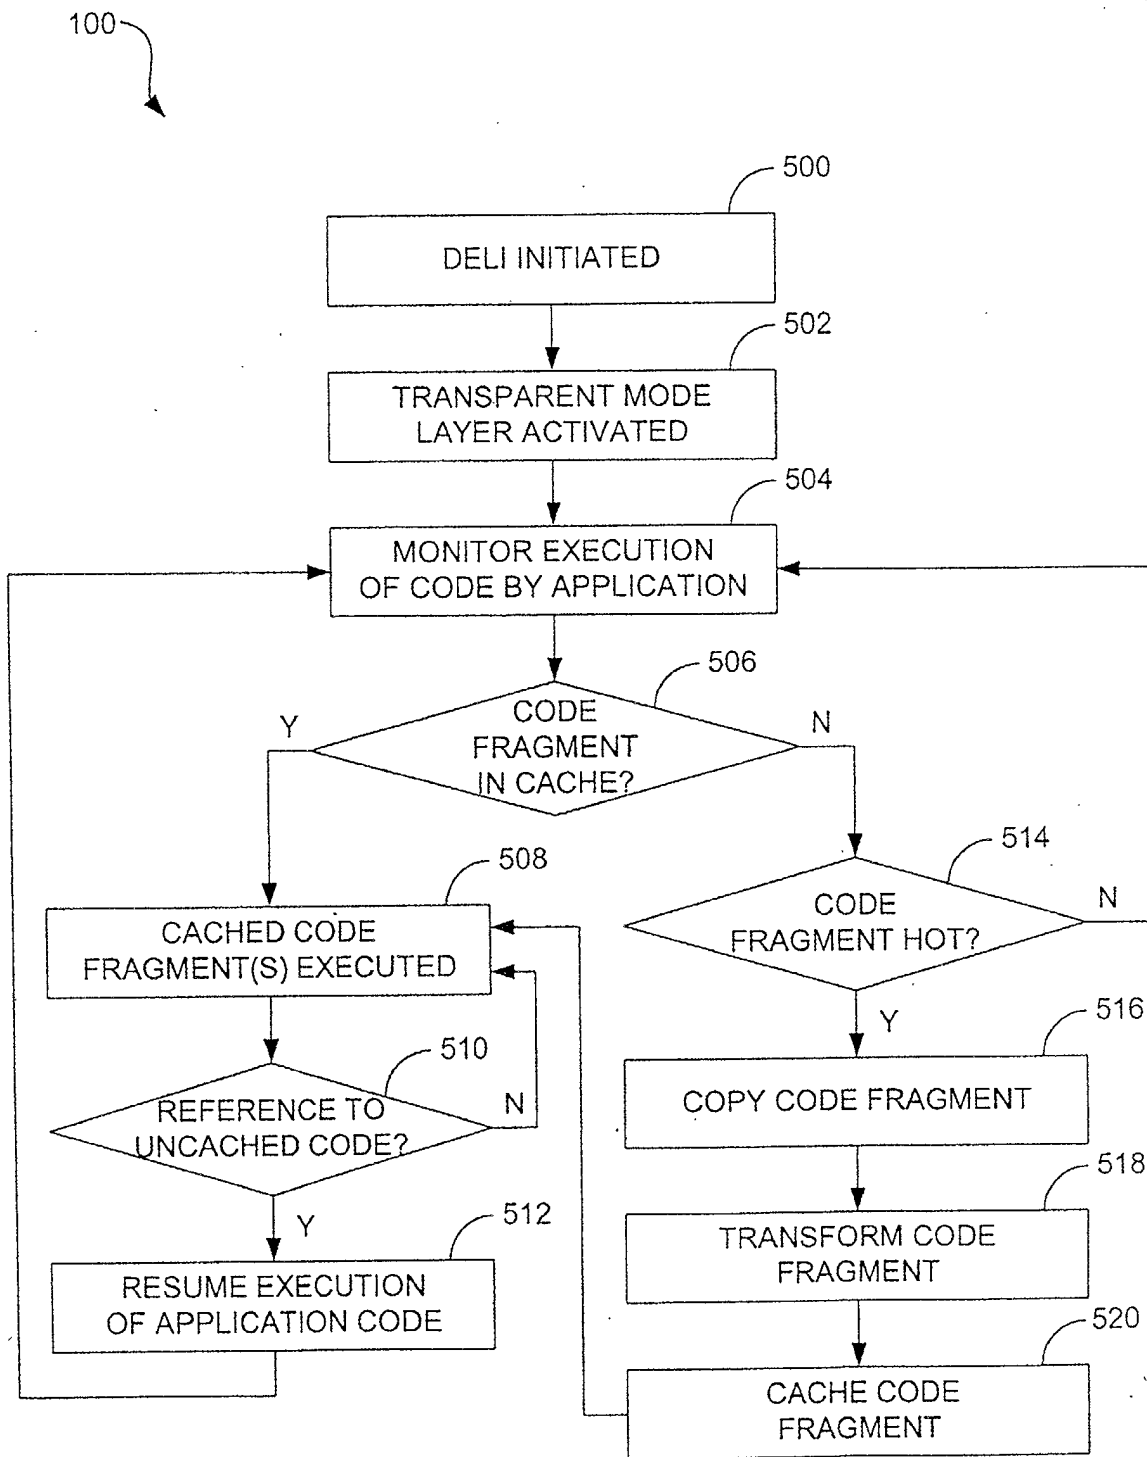 100
500
DELI INITIATED
502
TRANSPARENT MODE
LAYER ACTIVATED
504
MONITOR EXECUTION
OF CODE BY APPLICATION
506
Y
CODE
FRAGMENT
IN CACHE?
N
508
CACHED CODE
FRAGMENT(S) EXECUTED
514
CODE
FRAGMENT HOT?
N
Y
510
REFERENCE TO
UNCACHED CODE?
N
Y
516
COPY CODE FRAGMENT
512
RESUME EXECUTION
OF APPLICATION CODE
518
TRANSFORM CODE
FRAGMENT
520
CACHE CODE
FRAGMENT